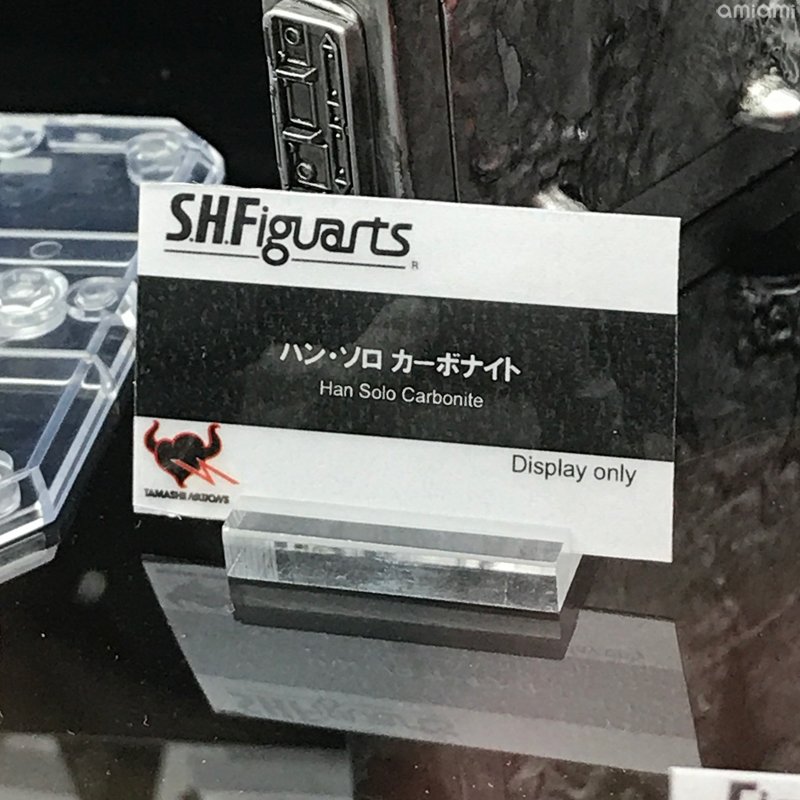 amiami
S.H.Figuarts
ハン・ソロ カーボナイト
Han Solo Carbonite
Display only
TAMASHII NATIONS